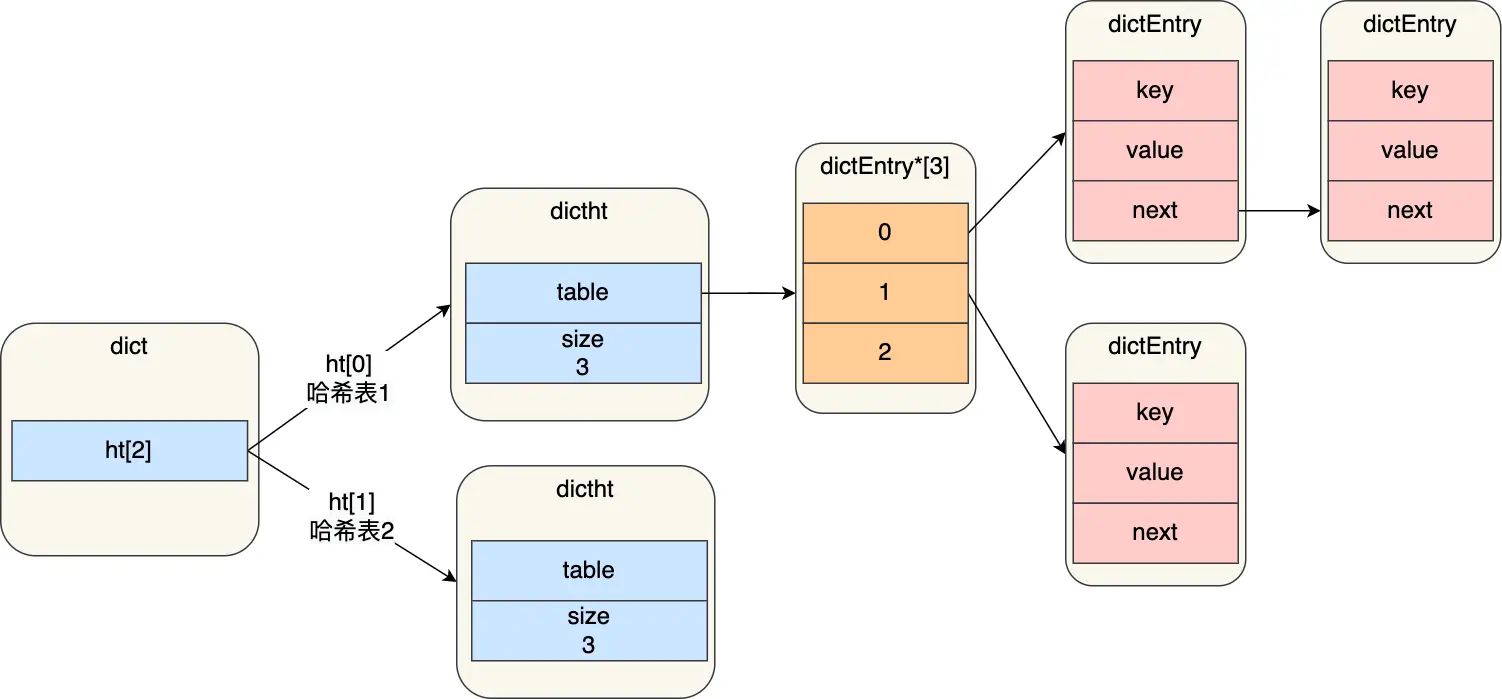 dict
ht[2]
ht[0]
哈希表1
ht[1]
哈希表2
dictht
table
size
3
dictht
table
size
3
dictEntry*[3]
0
1
2
dictEntry
key
value
next
dictEntry
key
value
next
dictEntry
key
value
next